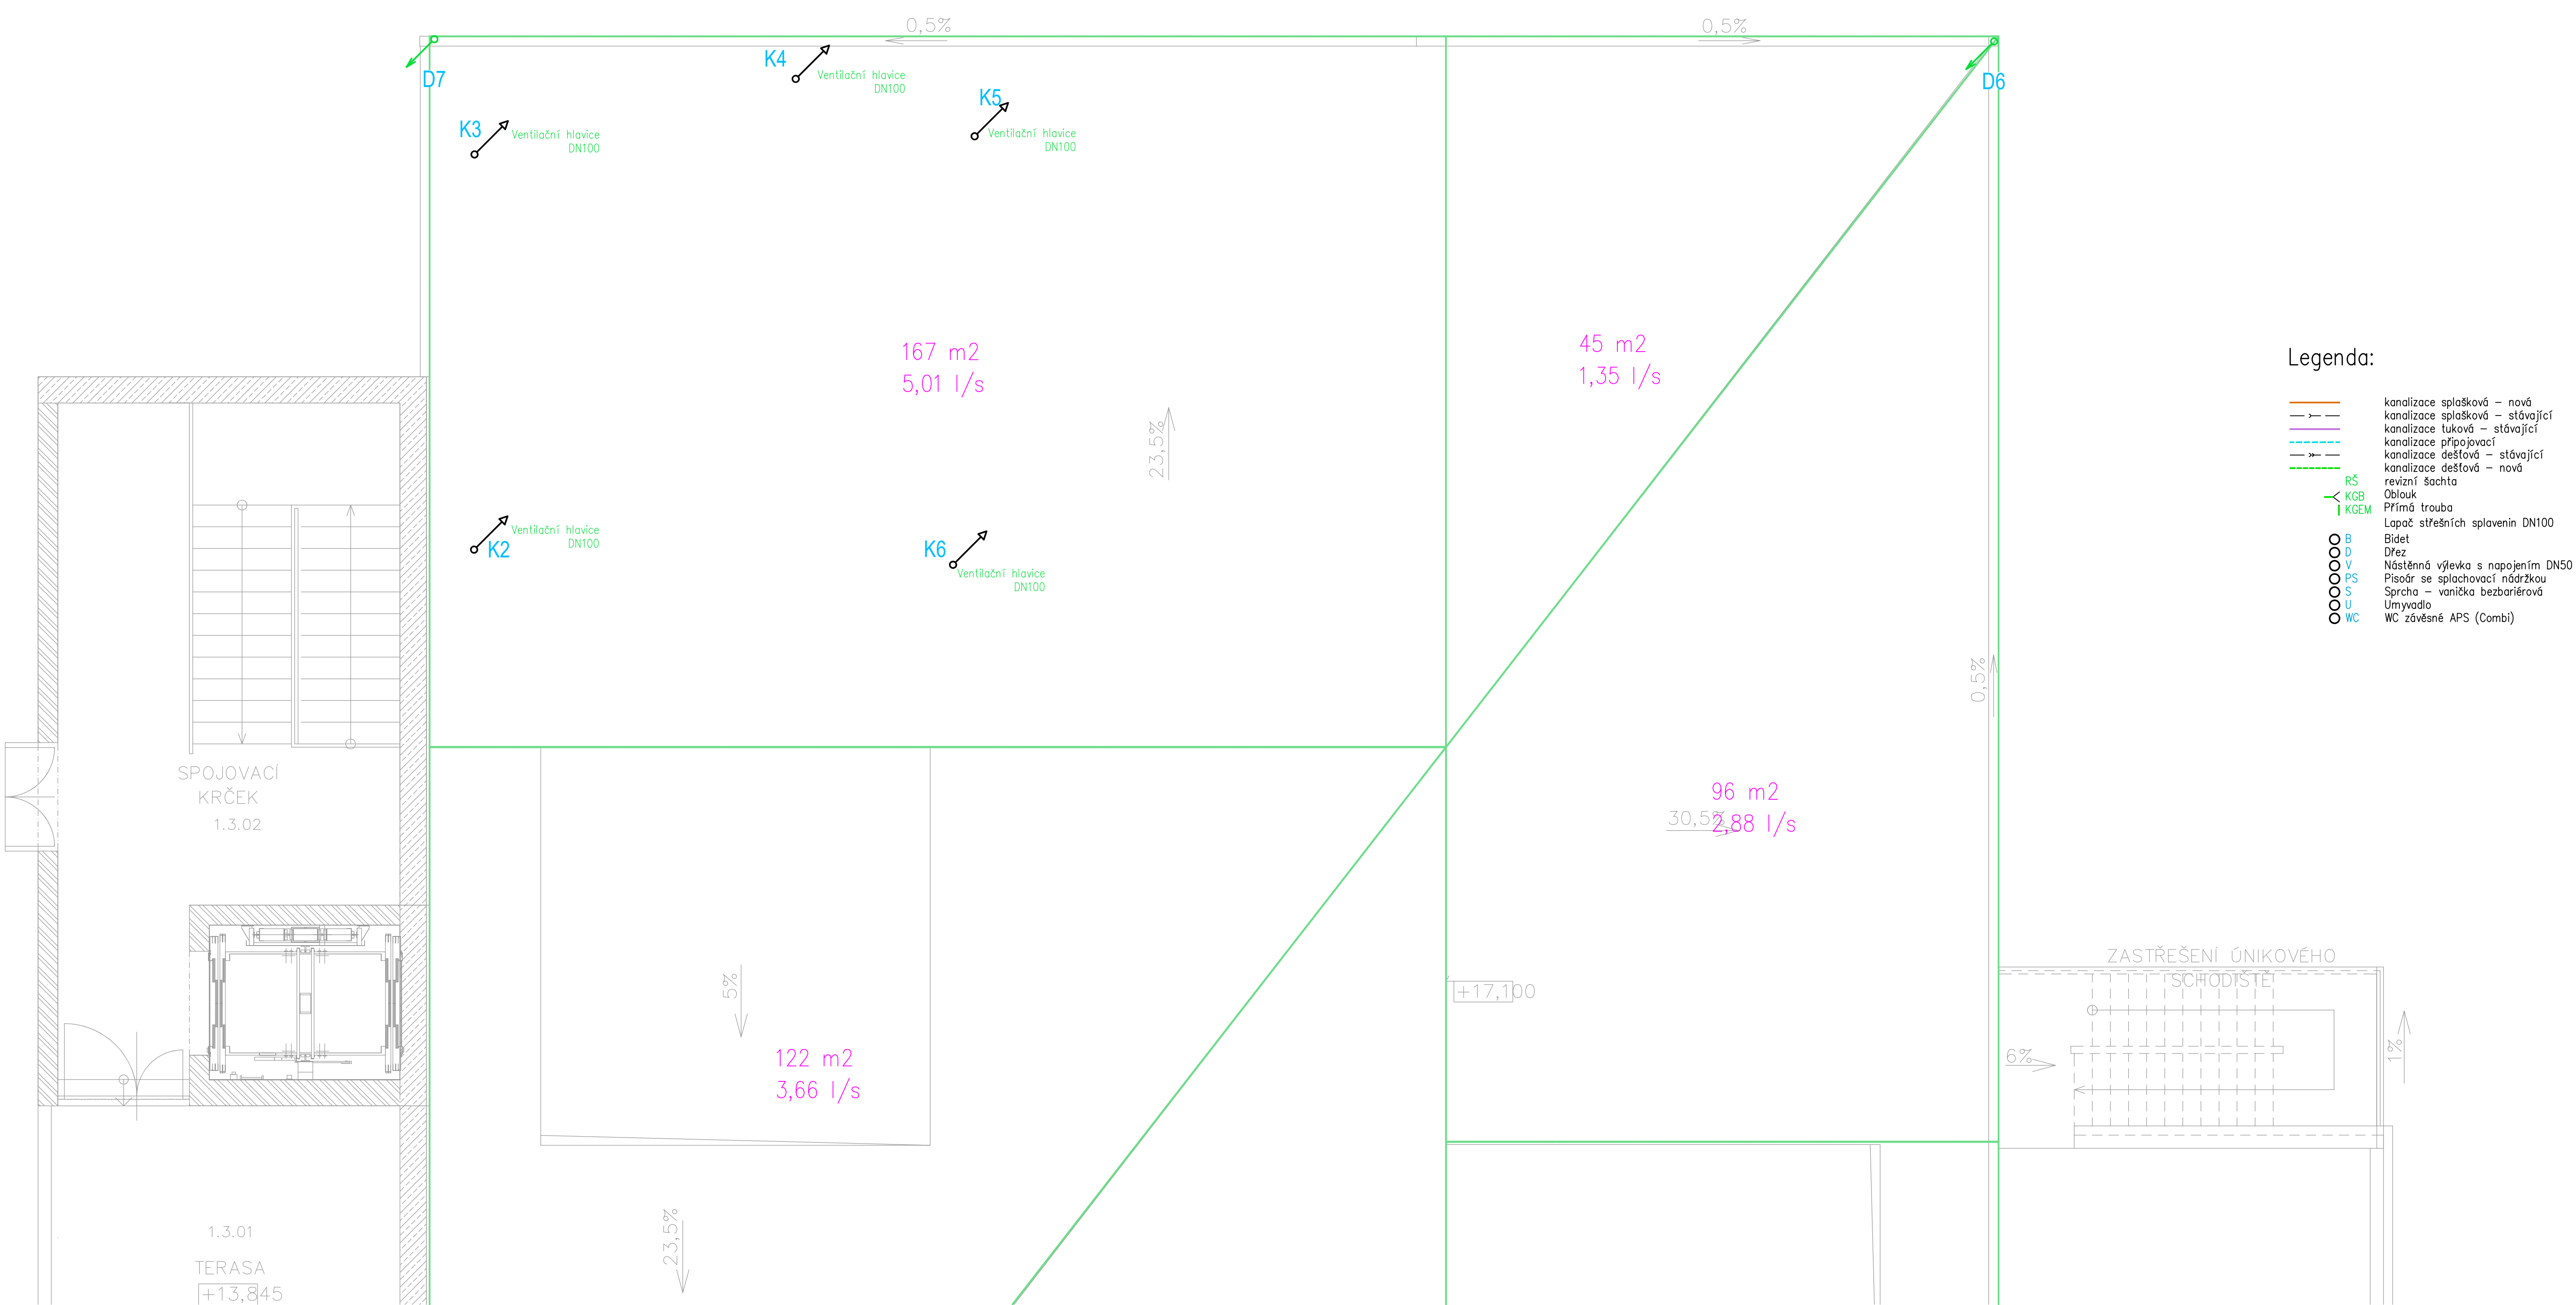 0,5%
0,5%
D7
K4
Ventilační hlavice
DN100
K5
Ventilační hlavice
DN100
D6
K3
Ventilační hlavice
DN100
167 m2
5,01 l/s
45 m2
1,35 l/s
23,5%
K2
Ventilační hlavice
DN100
K6
Ventilační hlavice
DN100
0,5%
SPOJOVACÍ
KRČEK
1.3.02
96 m2
30,5%
2,88 l/s
5%
+17,100
122 m2
3,66 l/s
ZASTŘEŠENÍ ÚNIKOVÉHO
SCHODIŠTĚ
6%
1%
23,5%
1.3.01
TERASA
+13,845
Legenda:
kanalizace splašková – nová
kanalizace splašková – stávající
kanalizace tuková – stávající
kanalizace připojovací
kanalizace dešťová – stávající
kanalizace dešťová – nová
RŠ revizní šachta
KGB Oblouk
KGEM Přímá trouba
Lapač střešních splavenin DN100
B Bidet
D Dřez
V Nástěnná výlevka s napojením DN50
PS Pisoár se splachovací nádržkou
S Sprcha – vanička bezbariérová
U Umyvadlo
WC WC závěsné APS (Combi)